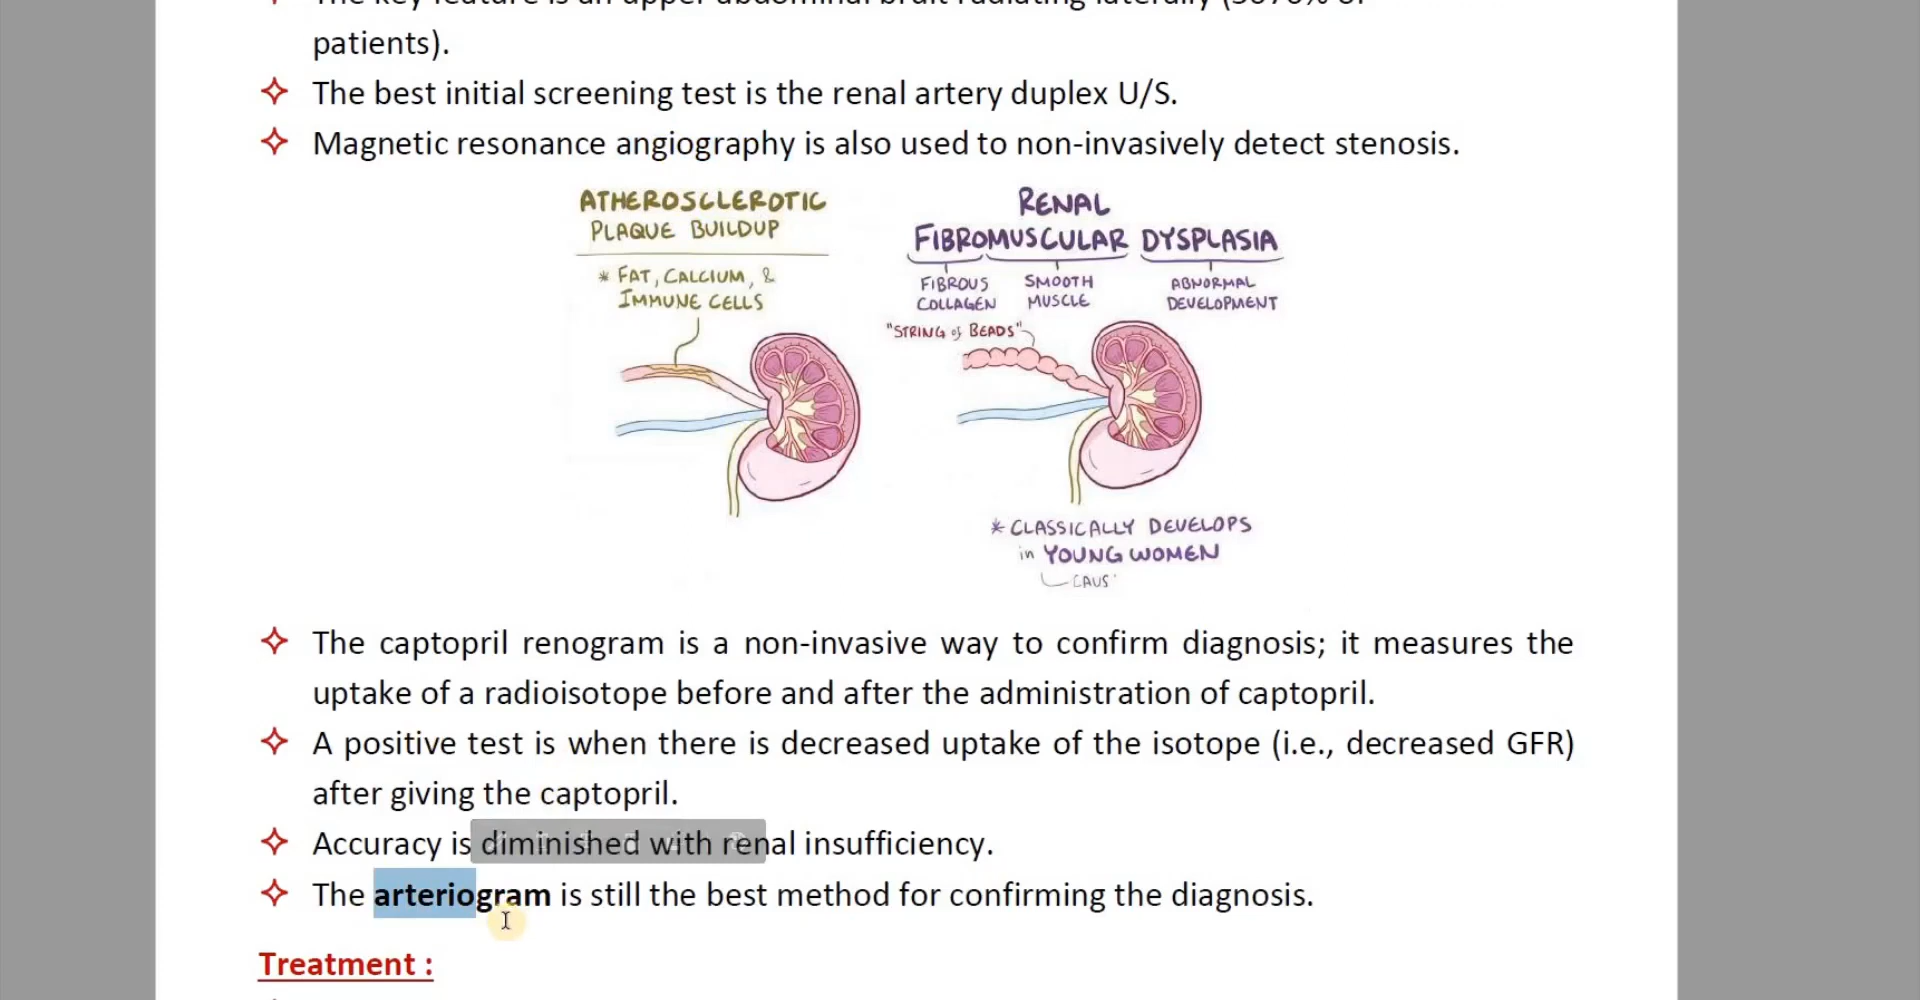 patients).
The best initial screening test is the renal artery duplex U/S.
Magnetic resonance angiography is also used to non-invasively detect stenosis.
ATHEROSCLEROTIC
PLAQUE BUILDUP
* FAT, CALCIUM, &
IMMUNE CELLS
RENAL
FIBROMUSCULAR DYSPLASIA
FIBROUS
COLLAGEN
SMOOTH
MUSCLE
ABNORMAL
DEVELOPMENT
"STRING of BEADS"
* CLASSICALLY DEVELOPS
in YOUNG WOMEN
CAUS
The captopril renogram is a non-invasive way to confirm diagnosis; it measures the
uptake of a radioisotope before and after the administration of captopril.
A positive test is when there is decreased uptake of the isotope (i.e., decreased GFR)
after giving the captopril.
Accuracy is diminished with renal insufficiency.
The arteriogram is still the best method for confirming the diagnosis.
Treatment :